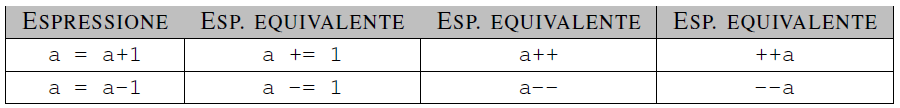 ESPRESSIONE ESP. EQUIVALENTE ESP. EQUIVALENTE ESP. EQUIVALENTE
a = a+1 a += 1 a++ ++a
a = a-1 a -= 1 a-- --a